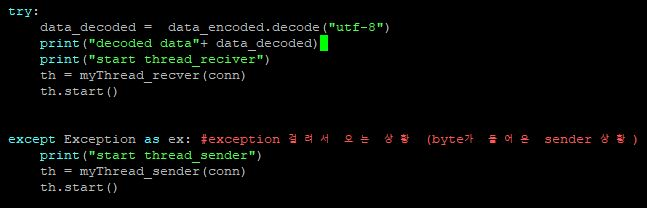 try:
    data_decoded =  data_encoded.decode("utf-8")
    print("decoded data"+ data_decoded)
    print("start thread_reciver")
    th = myThread_recver(conn)
    th.start()
except Exception as ex: #exception 걸려서 오는 상황 (byte가 들어온 sender 상황)
    print("start thread_sender")
    th = myThread_sender(conn)
    th.start()